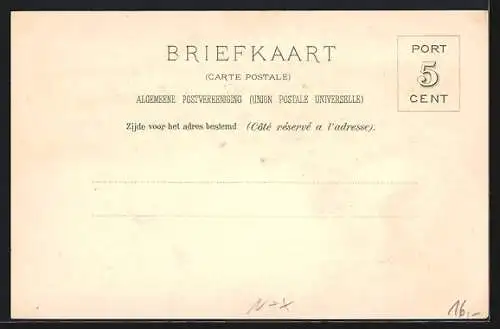 BRIEFKAART
(CARTE POSTALE)
ALGEMEENE POSTVEREENIGING (UNION POSTALE UNIVERSELLE)
Zijde voor het adres bestemd (Côté réservé a l'adresse).
PORT
5
CENT
N-X
16,-